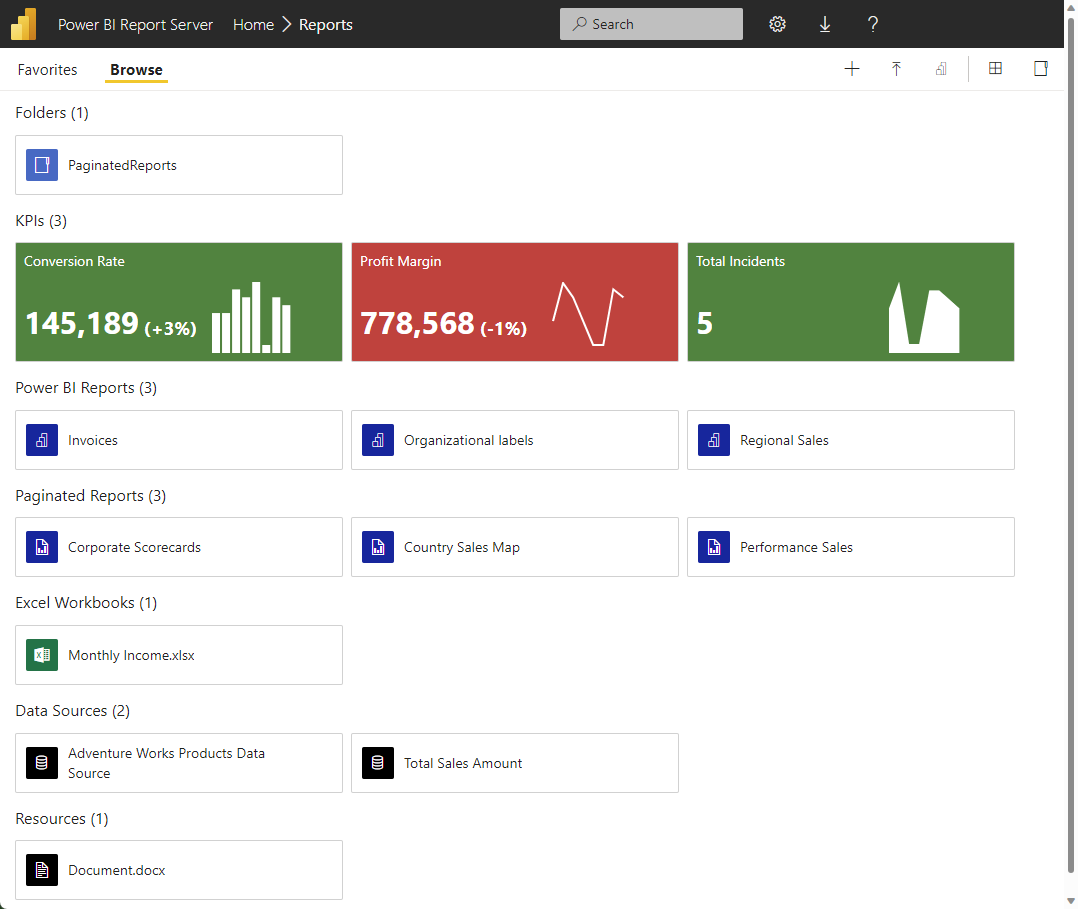 Power BI Report Server Home > Reports Search ?
Favorites Browse
Folders (1)
PaginatedReports
KPIs (3)
Conversion Rate Profit Margin Total Incidents
145,189 (+3%) 778,568 (-1%) 5
Power BI Reports (3)
Invoices Organizational labels Regional Sales
Paginated Reports (3)
Corporate Scorecards Country Sales Map Performance Sales
Excel Workbooks (1)
Monthly Income.xlsx
Data Sources (2)
Adventure Works Products Data
Source
Total Sales Amount
Resources (1)
Document.docx